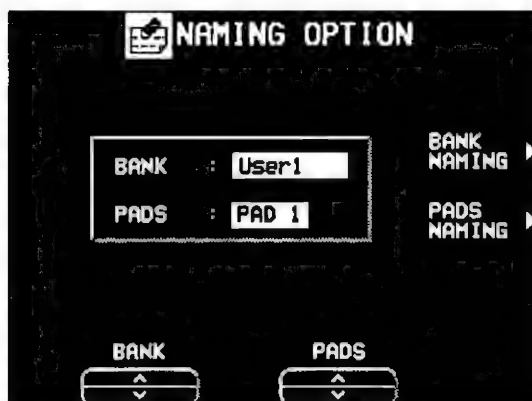 NAMING OPTION
BANK : User1
PADS : PAD 1
BANK
NAMING
PADS
NAMING
BANK PADS